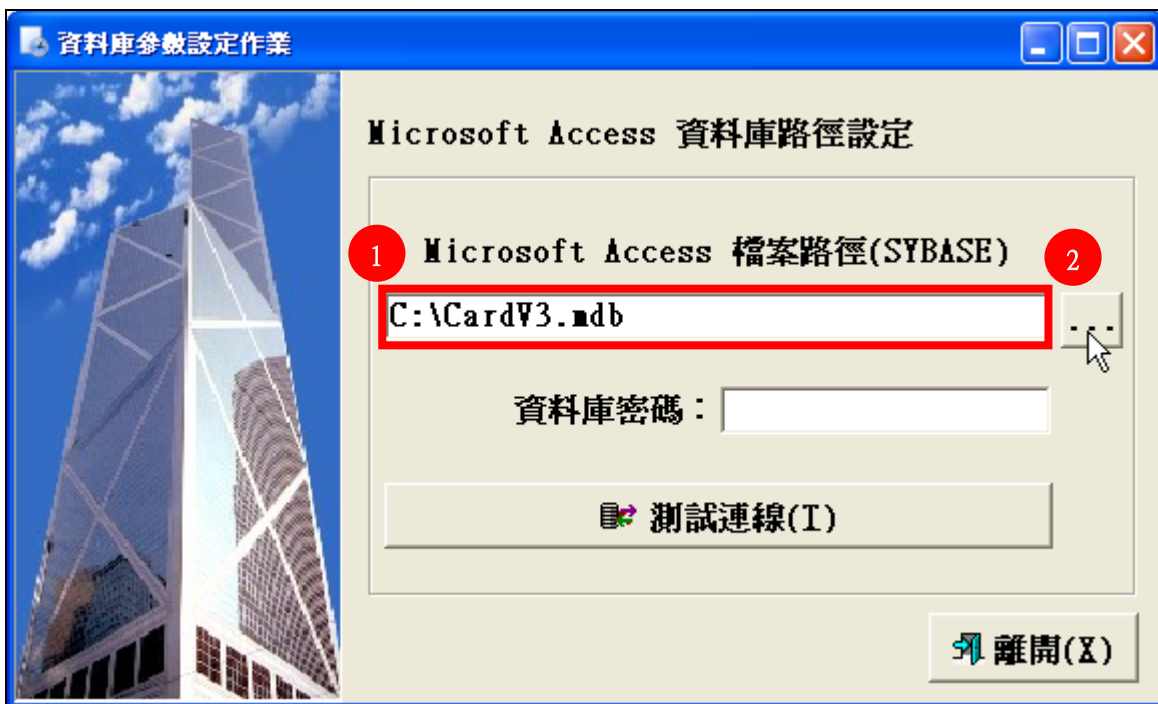 資料庫參數設定作業
Microsoft Access 資料庫路徑設定
1 Microsoft Access 檔案路徑(SYBASE) 2
C:\CardV3.mdb ...
資料庫密碼：
測試連線(T)
離開(X)